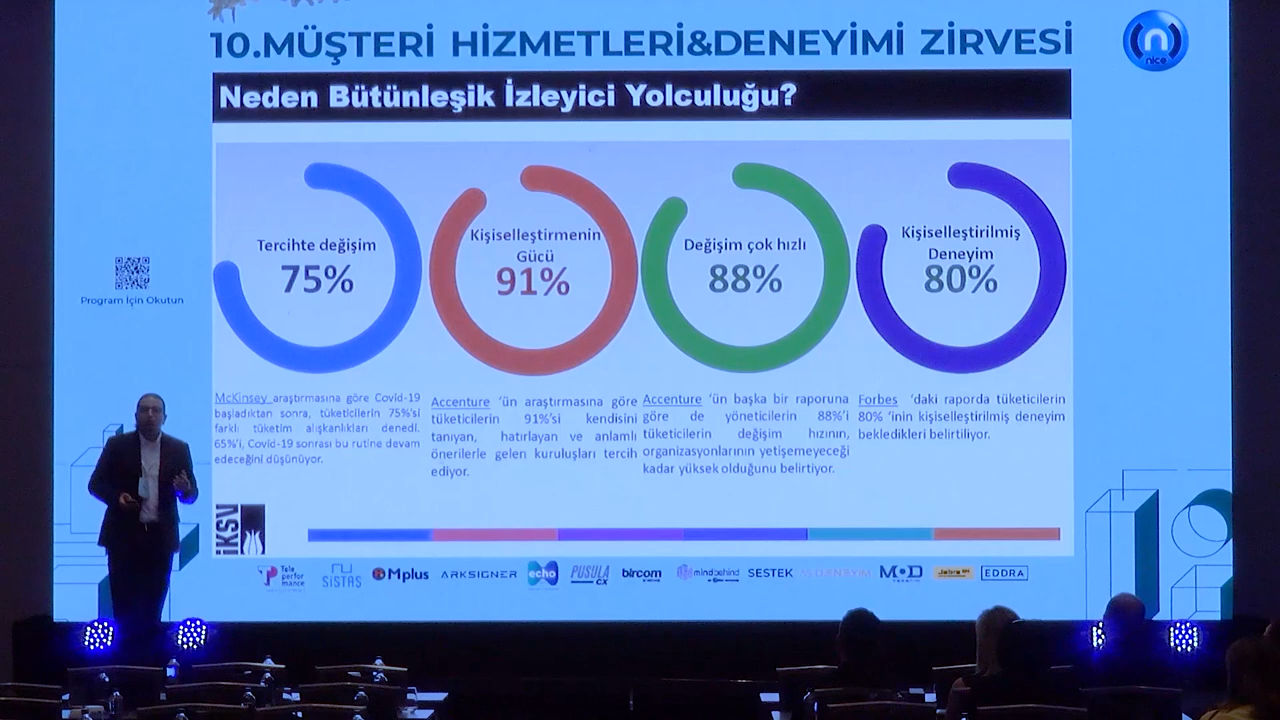 10.MÜŞTERİ HİZMETLERİ&DENEYİMİ ZİRVESİ
n
nice
Neden Bütünleşik İzleyici Yolculuğu?
Tercihte değişim
75%
Kişiselleştirmenin
Gücü
91%
Değişim çok hızlı
88%
Kişiselleştirilmiş
Deneyim
80%
Program İçin Okutun
McKinsey araştırmasına göre Covid-19
başladıktan sonra, tüketicilerin 75%'si
farklı tüketim alışkanlıkları denedi.
65%'i, Covid-19 sonrası bu rutine devam
edeceğini düşünüyor.
Accenture 'ün araştırmasına göre
tüketicilerin 91%'si kendisini
tanıyan, hatırlayan ve anlamlı
önerilerle gelen kuruluşları tercih
ediyor.
Accenture 'ün başka bir raporuna
göre de yöneticilerin 88%'i
tüketicilerin değişim hızının,
organizasyonlarının yetişemeyeceği
kadar yüksek olduğunu belirtiyor.
Forbes 'daki raporda tüketicilerin
80% 'inin kişiselleştirilmiş deneyim
bekledikleri belirtiliyor.
İKSV
Tele
perfor
mance
SiSTAS
Mplus
ARKSIGNER
echo
PUSULA
CX
bircom
mindbehind
SESTEK
DENEYİM
MOD
Jabra
EDDRA